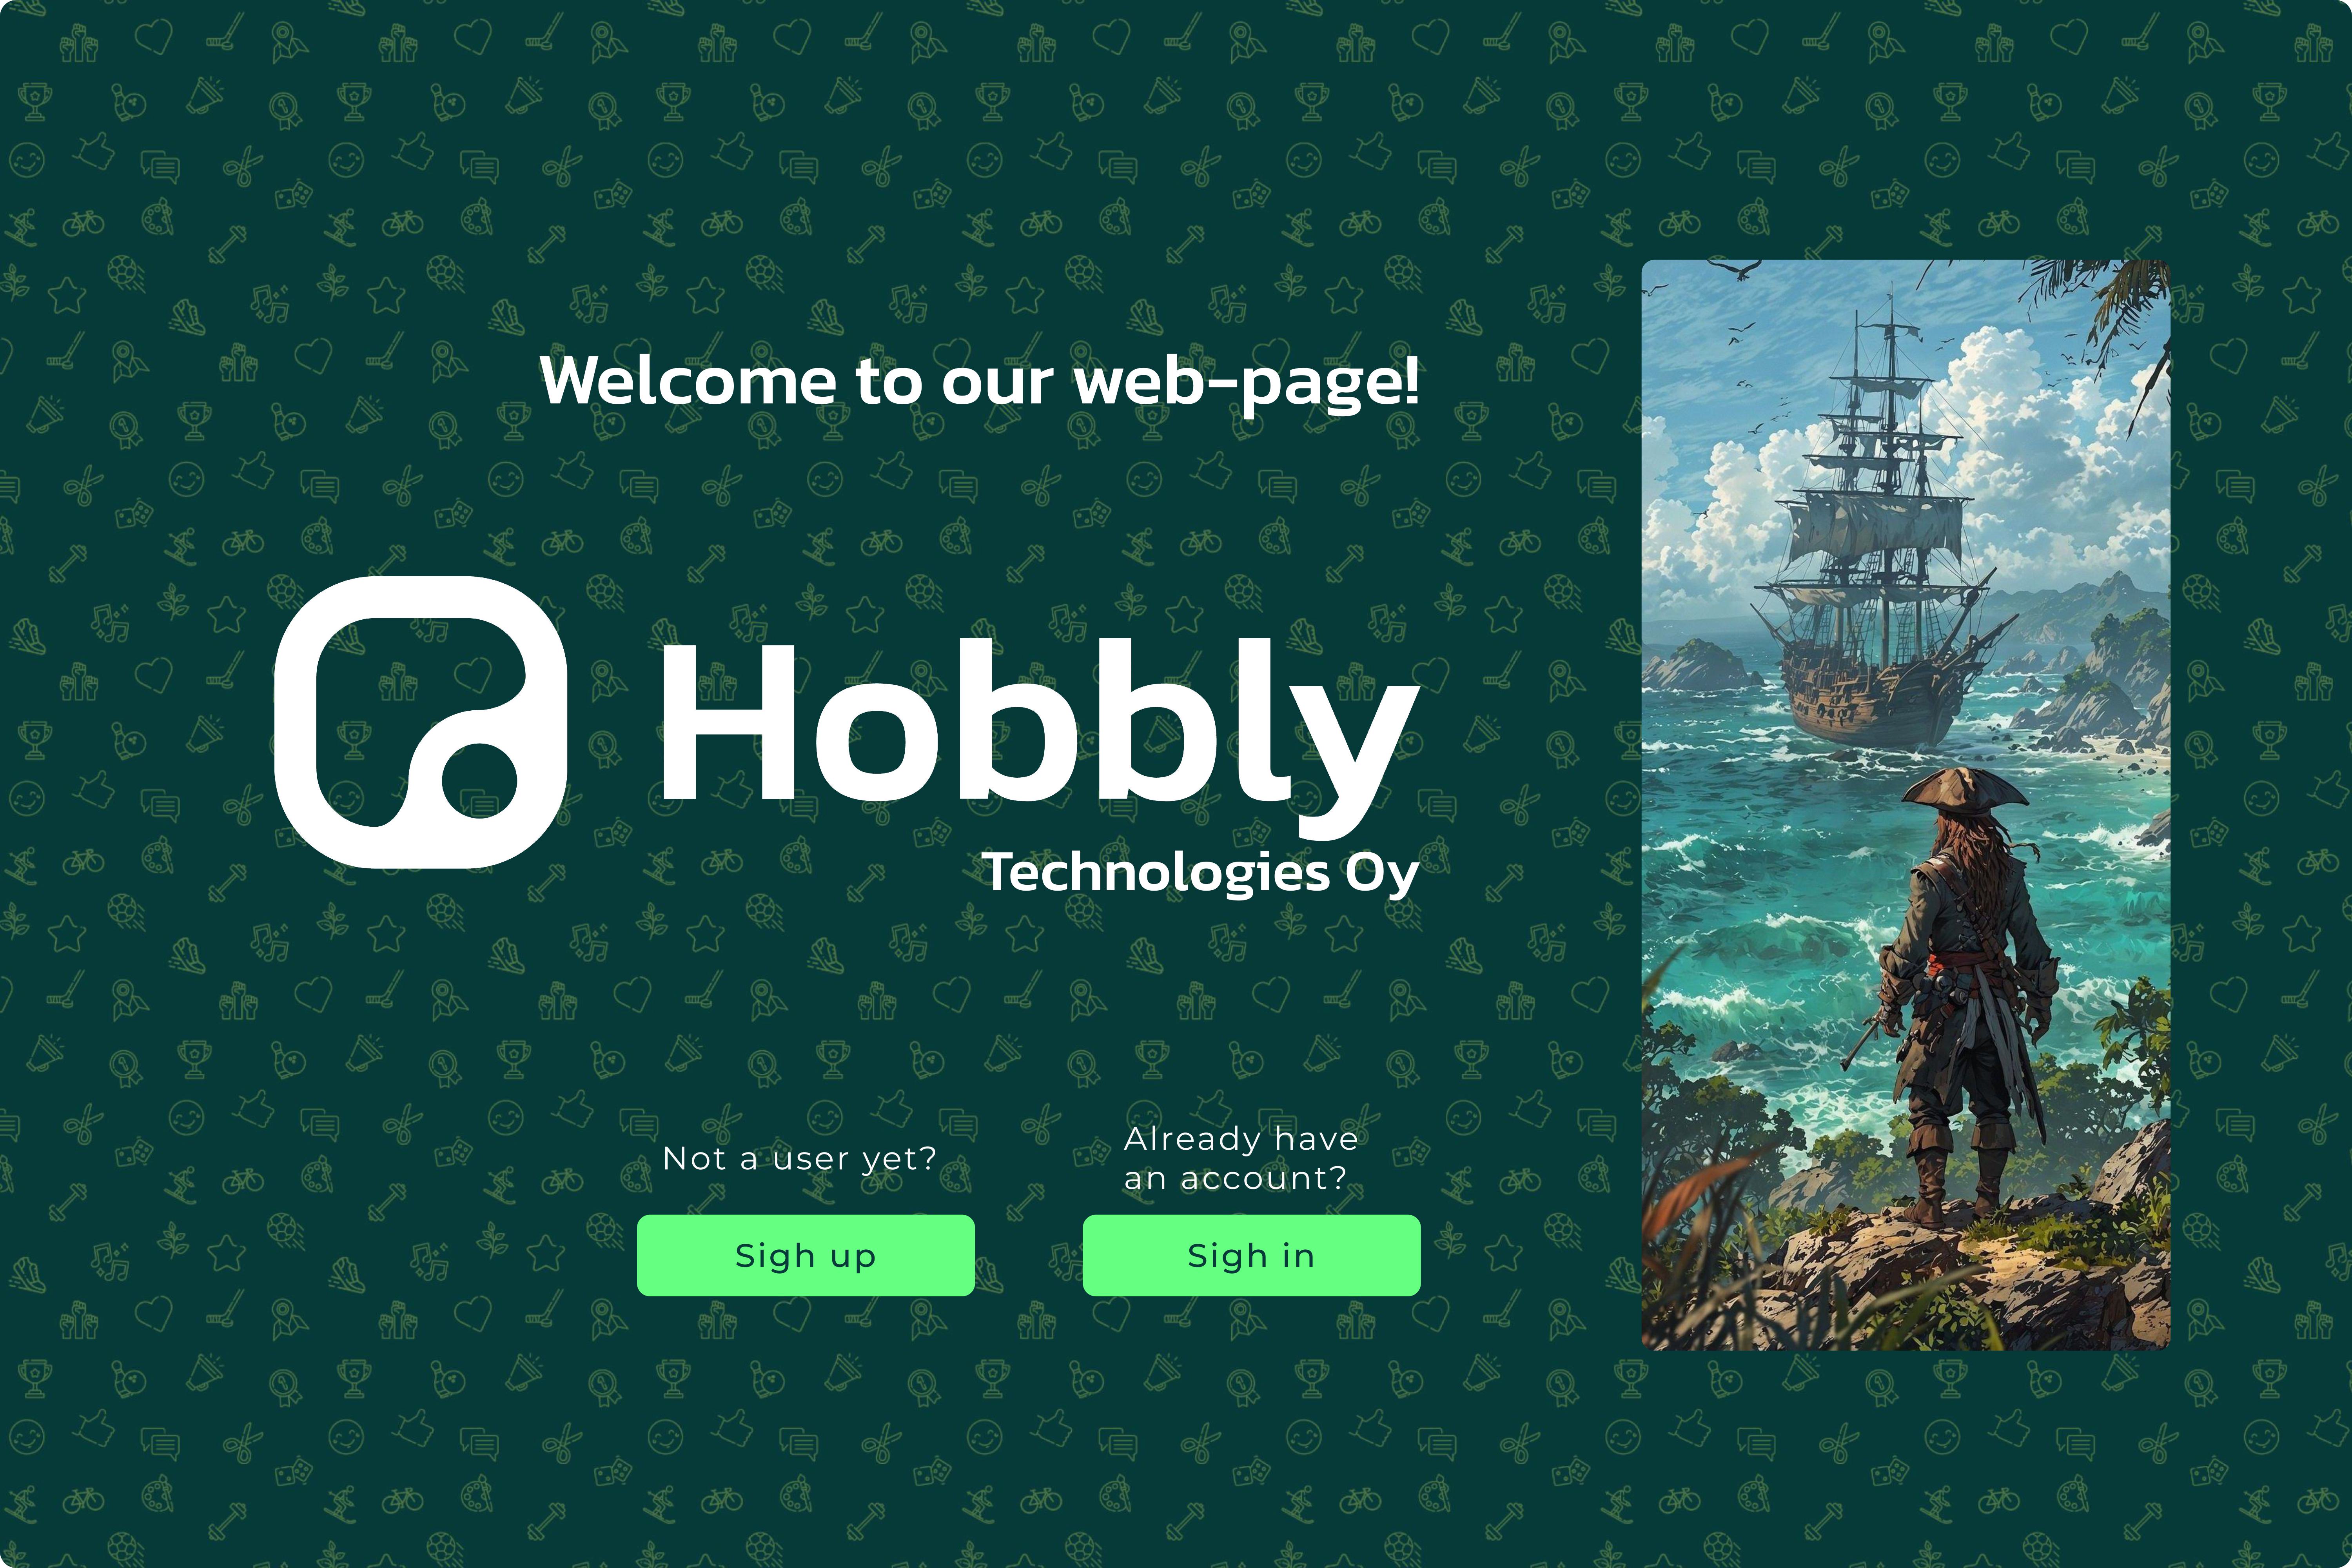 Welcome to our web-page!
Hobbly
Technologies Oy
Not a user yet?
Sigh up
Already have
an account?
Sigh in